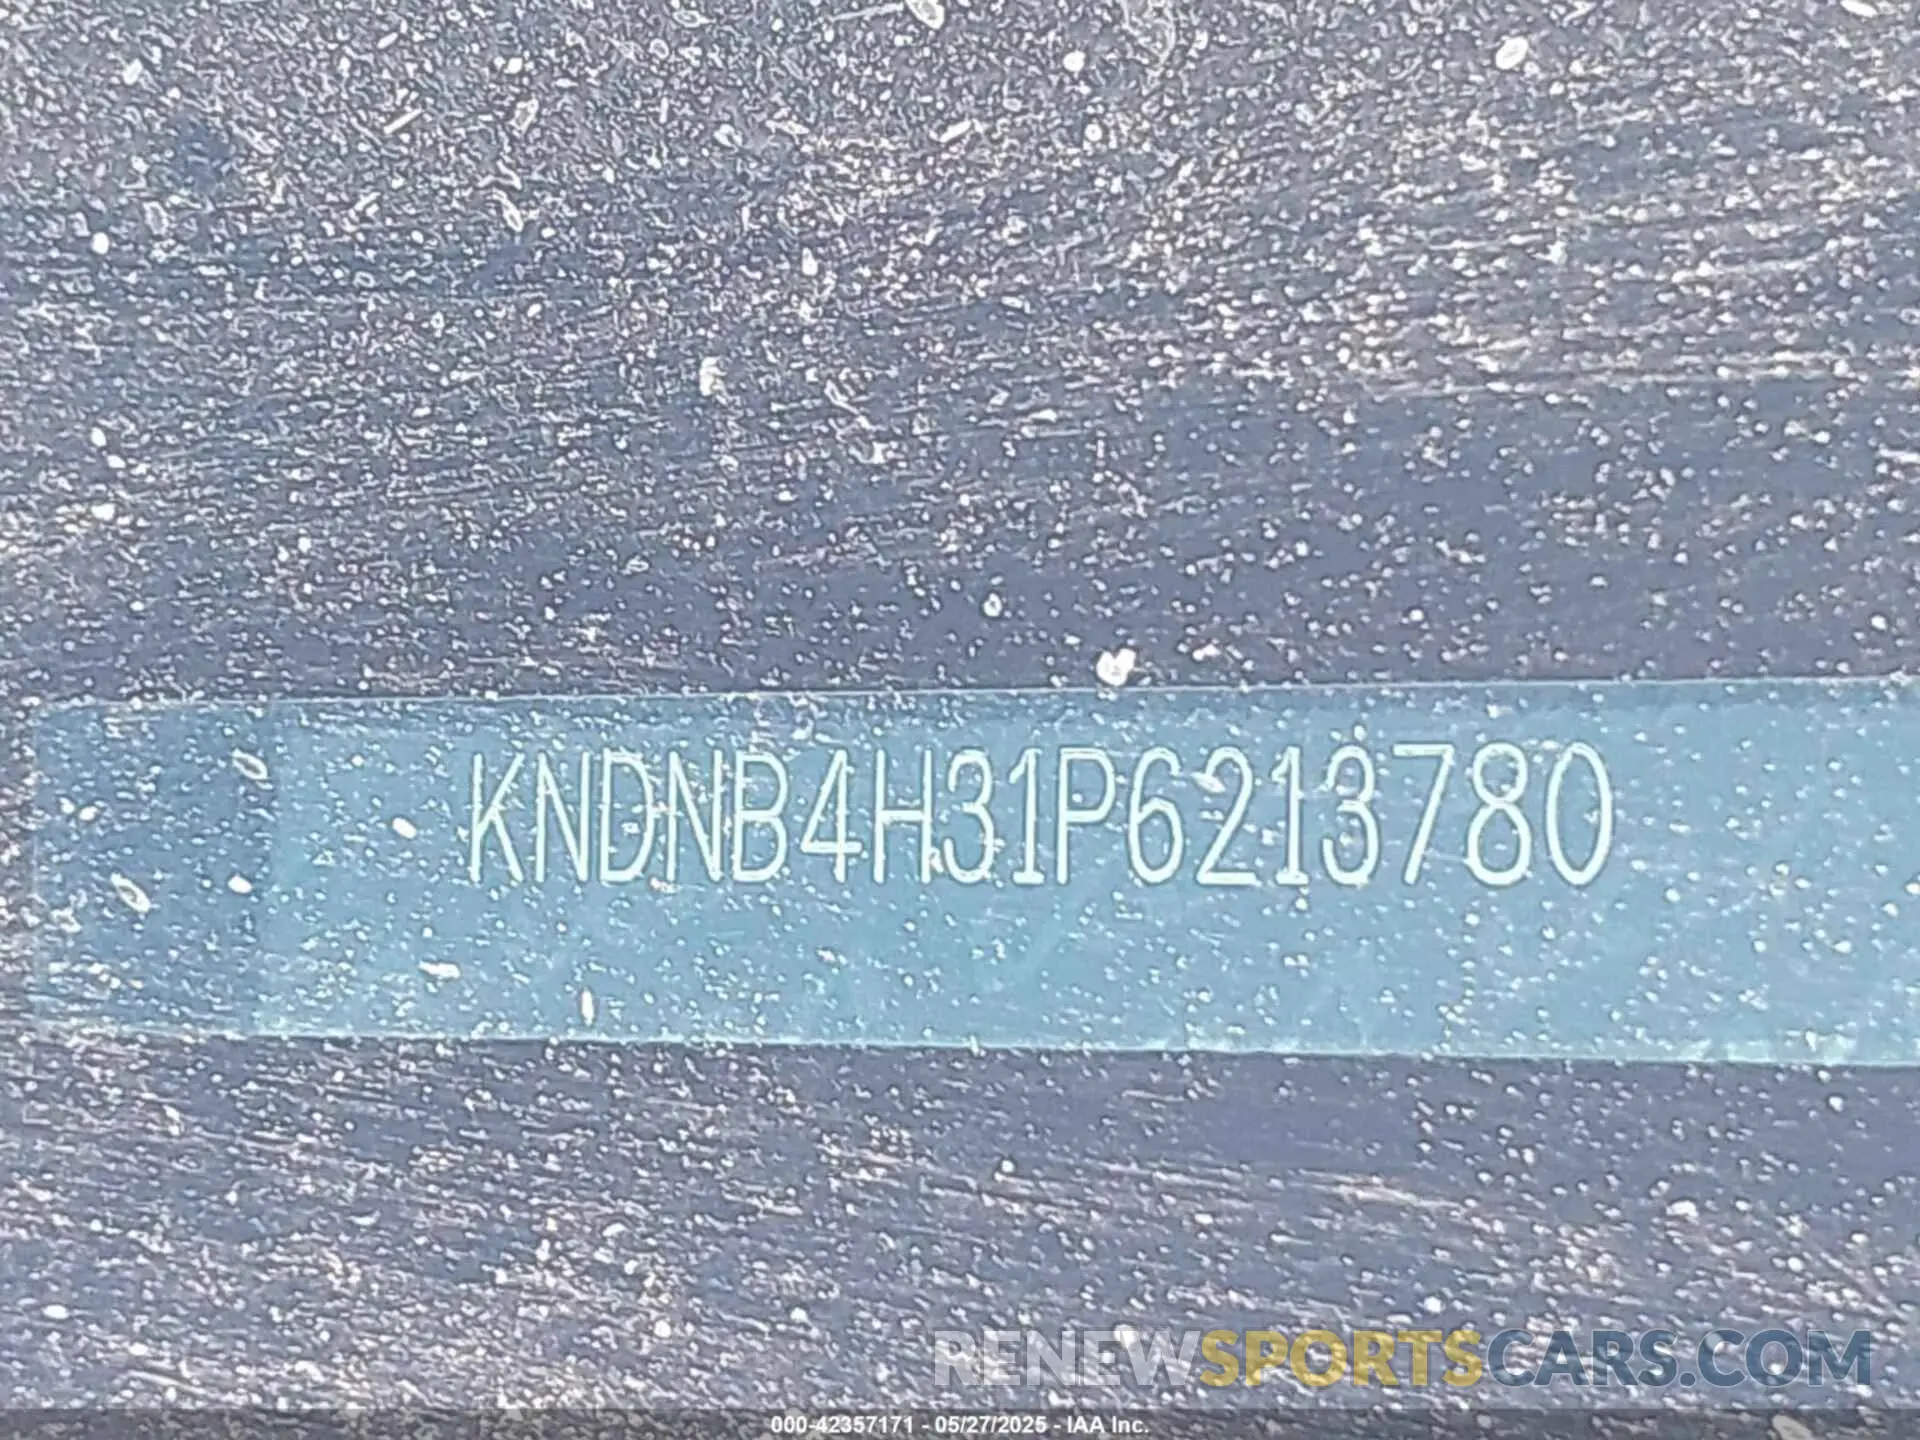 KNDNB4H31P6213780
RENEWSPORTSCARS.COM
000-42357171 - 05/27/2025 - IAA Inc.